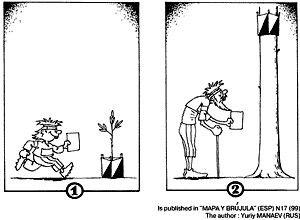 1
2
Is published in "MAPA Y BRÚJULA" (ESP) N17 (99)
The author : Yuriy MANAEV (RUS)